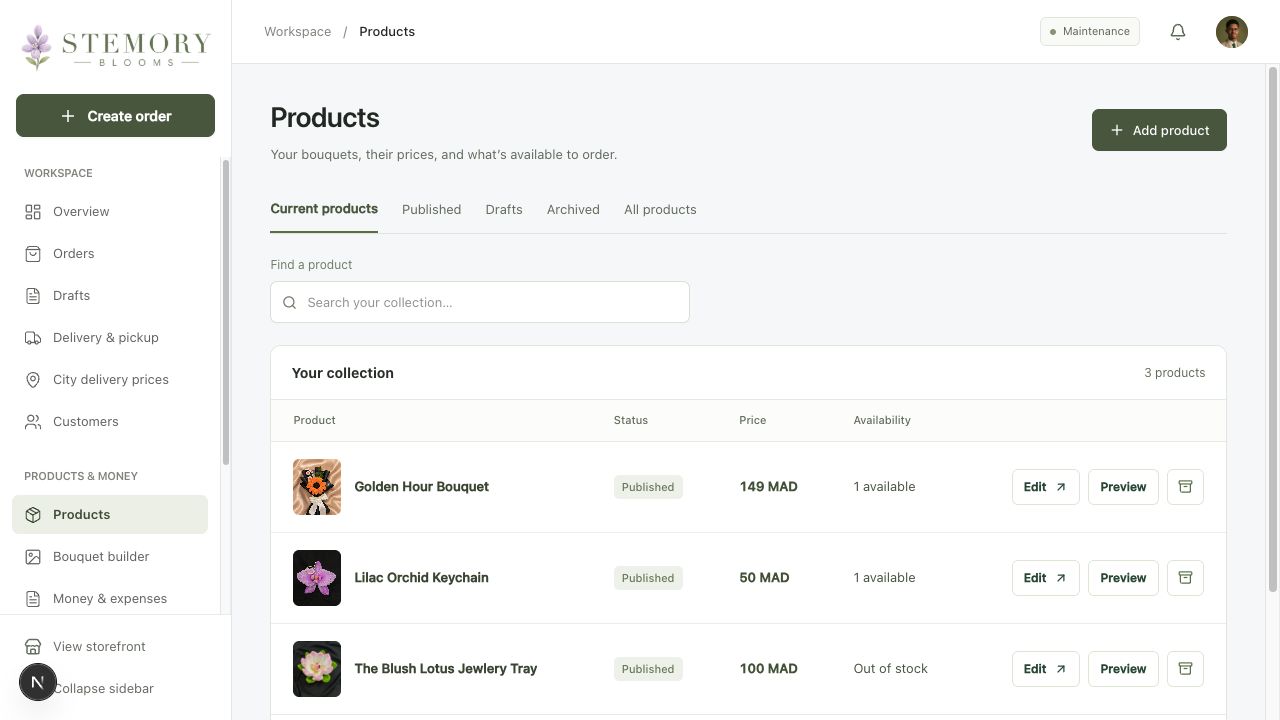 STEMORY
BLOOMS
Create order
WORKSPACE
Overview
Orders
Drafts
Delivery & pickup
City delivery prices
Customers
PRODUCTS & MONEY
Products
Bouquet builder
Money & expenses
View storefront
Collapse sidebar
N
Workspace / Products
Maintenance
Products
Your bouquets, their prices, and what's available to order.
Add product
Current products Published Drafts Archived All products
Find a product
Search your collection...
Your collection 3 products
Product Status Price Availability
Golden Hour Bouquet Published 149 MAD 1 available Edit Preview
Lilac Orchid Keychain Published 50 MAD 1 available Edit Preview
The Blush Lotus Jewlery Tray Published 100 MAD Out of stock Edit Preview